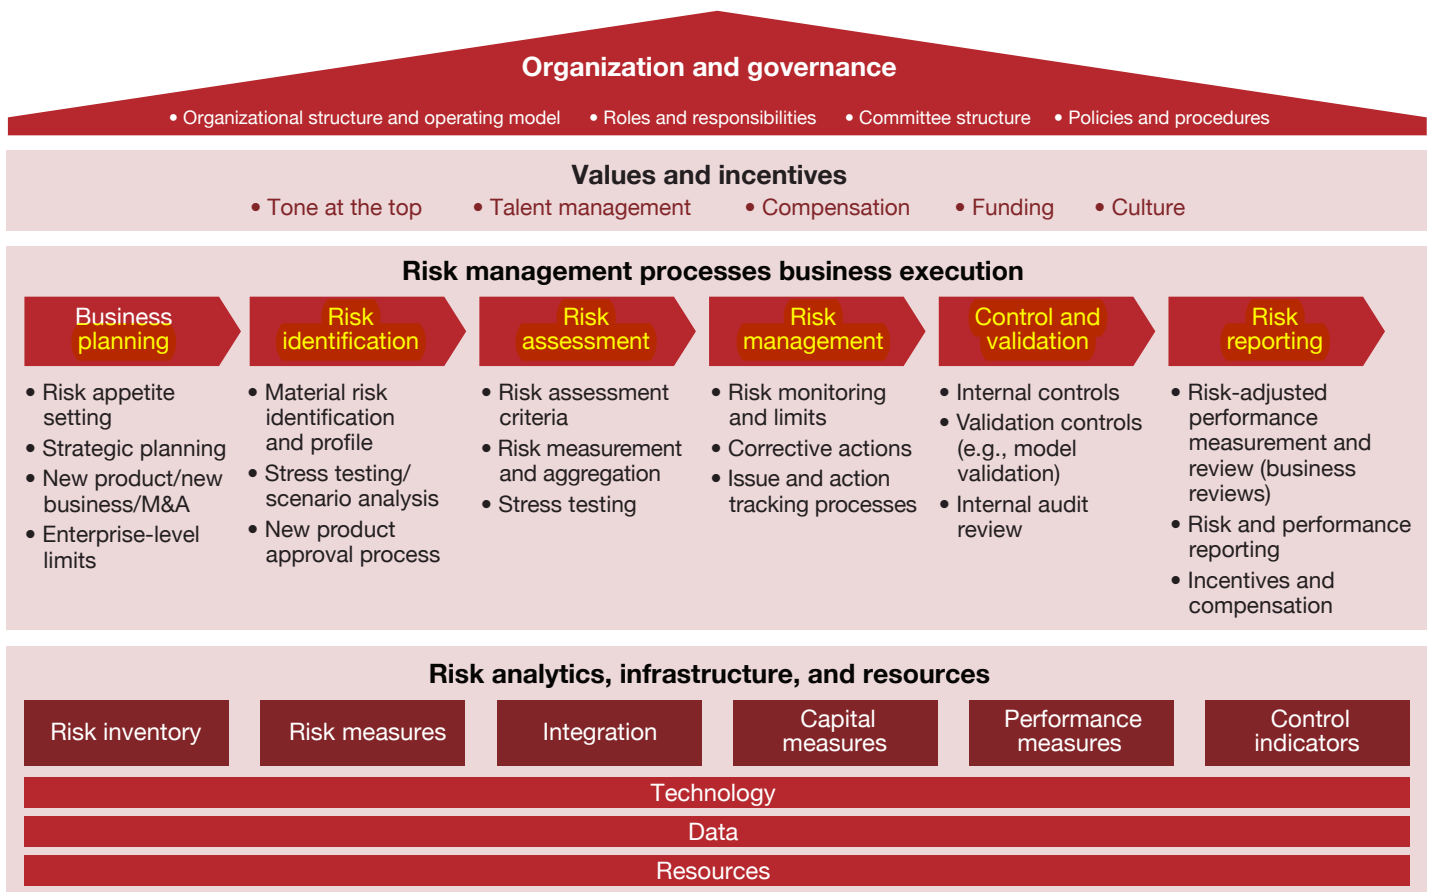 Organization and governance
• Organizational structure and operating model • Roles and responsibilities • Committee structure • Policies and procedures
Values and incentives
• Tone at the top • Talent management • Compensation • Funding • Culture
Risk management processes business execution
Business
planning
• Risk appetite
setting
• Strategic planning
• New product/new
business/M&A
• Enterprise-level
limits
Risk
identification
• Material risk
identification
and profile
• Stress testing/
scenario analysis
• New product
approval process
Risk
assessment
• Risk assessment
criteria
• Risk measurement
and aggregation
• Stress testing
Risk
management
• Risk monitoring
and limits
• Corrective actions
• Issue and action
tracking processes
Control and
validation
• Internal controls
• Validation controls
(e.g., model
validation)
• Internal audit
review
Risk
reporting
• Risk-adjusted
performance
measurement and
review (business
reviews)
• Risk and performance
reporting
• Incentives and
compensation
Risk analytics, infrastructure, and resources
Risk inventory
Risk measures
Integration
Capital
measures
Performance
measures
Control
indicators
Technology
Data
Resources